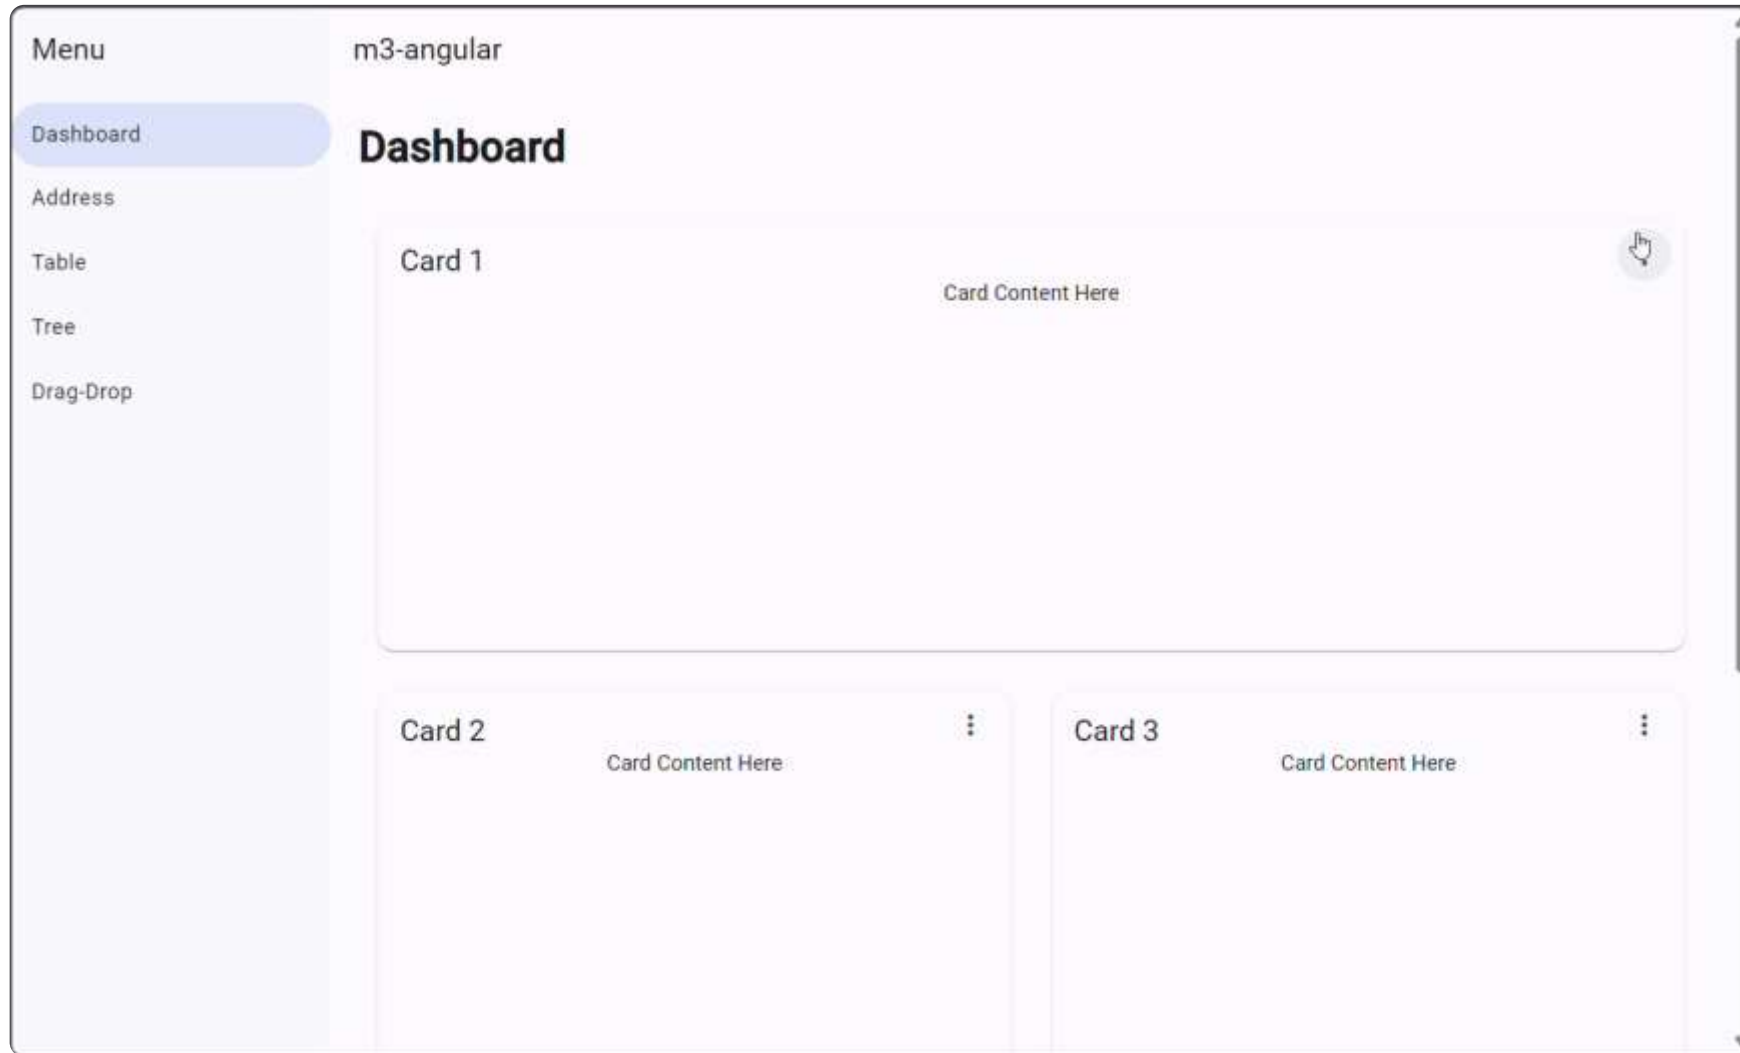 Menu
Dashboard
Address
Table
Tree
Drag-Drop
m3-angular
Dashboard
Card 1
Card Content Here
Card 2
Card Content Here
Card 3
Card Content Here